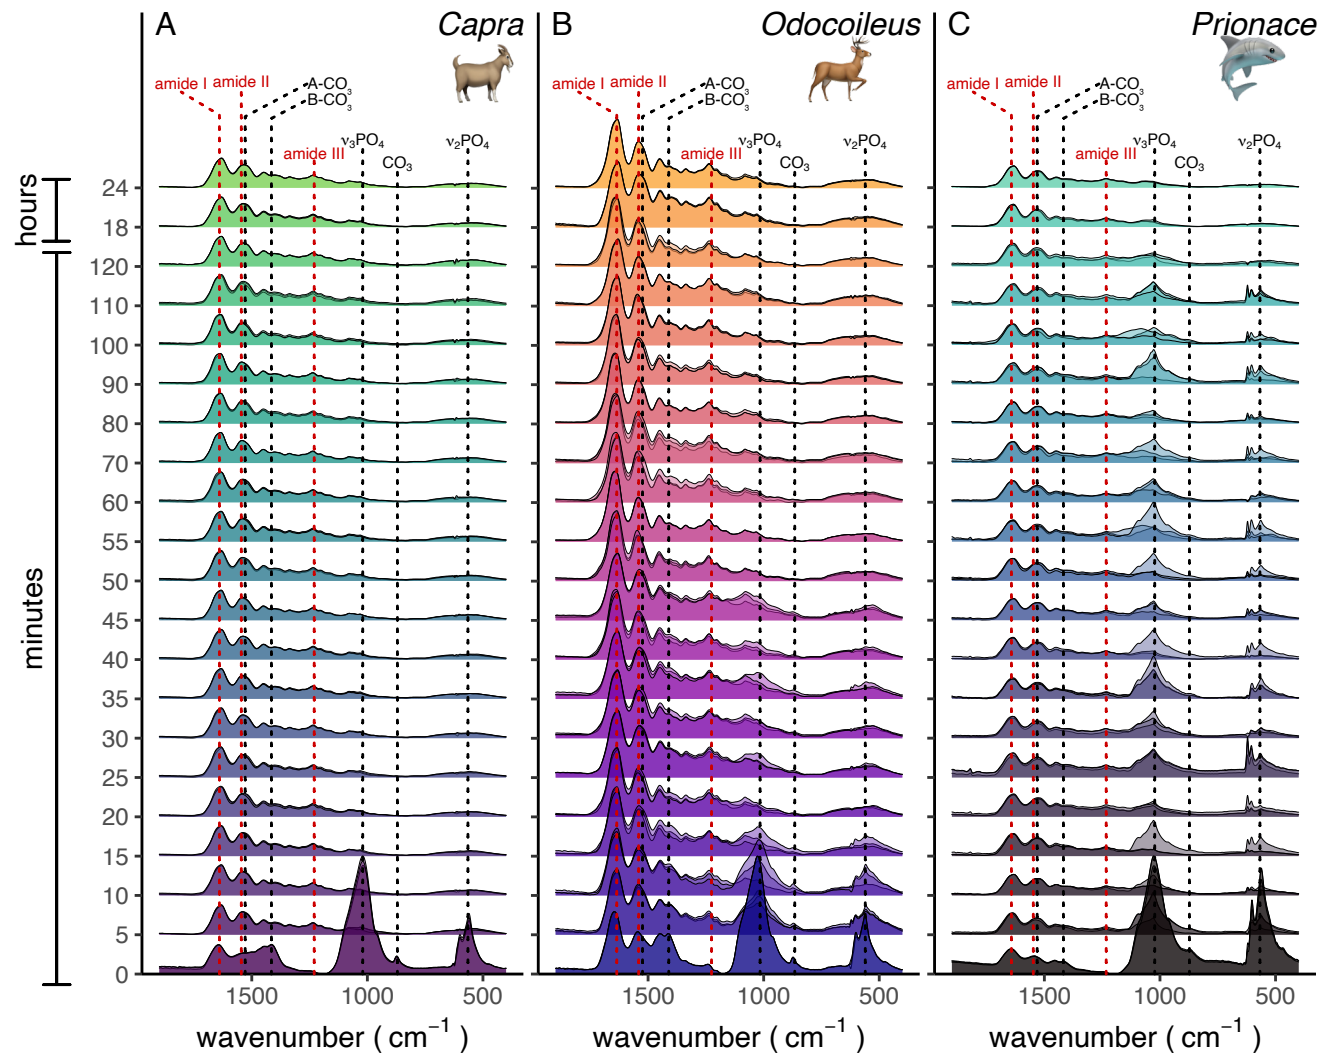 A
Capra
B
Odocoileus
C
Prionace
amide I
amide II
A-CO3
B-CO3
amide III
ν3PO4
CO3
ν2PO4
amide I
amide II
A-CO3
B-CO3
amide III
ν3PO4
CO3
ν2PO4
amide I
amide II
A-CO3
B-CO3
amide III
ν3PO4
CO3
ν2PO4
hours
24
18
minutes
120
110
100
90
80
70
60
55
50
45
40
35
30
25
20
15
10
5
0
1500 1000 500
1500 1000 500
1500 1000 500
wavenumber ( cm−1 )
wavenumber ( cm−1 )
wavenumber ( cm−1 )